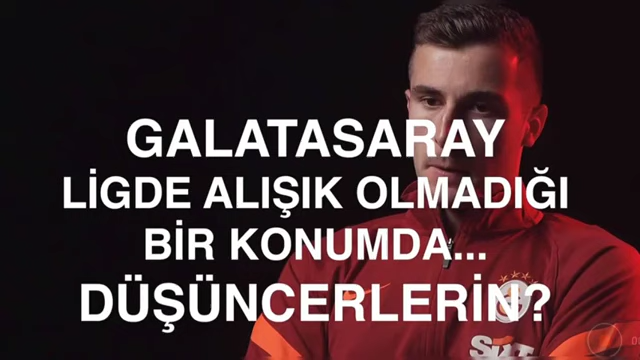 GALATASARAY
LİGDE ALIŞIK OLMADIĞI
BİR KONUMDA...
DÜŞÜNCERLERİN?